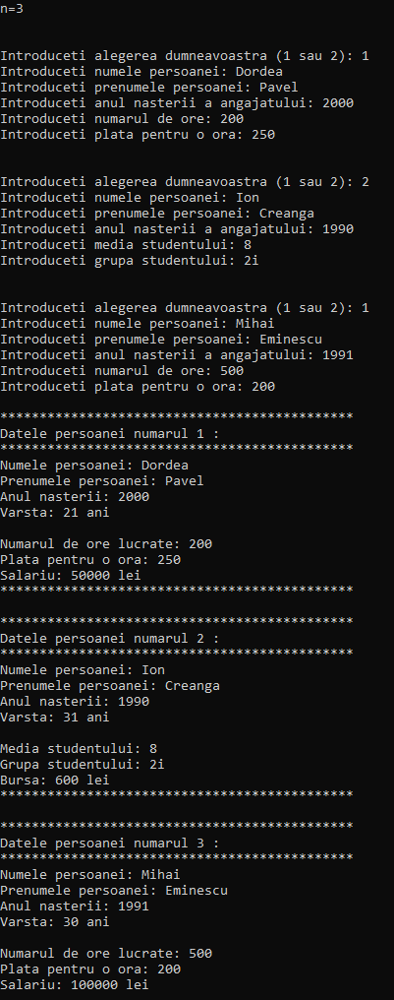 n=3
Introduceti alegerea dumneavoastra (1 sau 2): 1
Introduceti numele persoanei: Dordea
Introduceti prenumele persoanei: Pavel
Introduceti anul nasterii a angajatului: 2000
Introduceti numarul de ore: 200
Introduceti plata pentru o ora: 250
Introduceti alegerea dumneavoastra (1 sau 2): 2
Introduceti numele persoanei: Ion
Introduceti prenumele persoanei: Creanga
Introduceti anul nasterii a angajatului: 1990
Introduceti media studentului: 8
Introduceti grupa studentului: 2i
Introduceti alegerea dumneavoastra (1 sau 2): 1
Introduceti numele persoanei: Mihai
Introduceti prenumele persoanei: Eminescu
Introduceti anul nasterii a angajatului: 1991
Introduceti numarul de ore: 500
Introduceti plata pentru o ora: 200
*********************************************
Datele persoanei numarul 1 :
*********************************************
Numele persoanei: Dordea
Prenumele persoanei: Pavel
Anul nasterii: 2000
Varsta: 21 ani
Numarul de ore lucrate: 200
Plata pentru o ora: 250
Salariu: 50000 lei
*********************************************
*********************************************
Datele persoanei numarul 2 :
*********************************************
Numele persoanei: Ion
Prenumele persoanei: Creanga
Anul nasterii: 1990
Varsta: 31 ani
Media studentului: 8
Grupa studentului: 2i
Bursa: 600 lei
*********************************************
*********************************************
Datele persoanei numarul 3 :
*********************************************
Numele persoanei: Mihai
Prenumele persoanei: Eminescu
Anul nasterii: 1991
Varsta: 30 ani
Numarul de ore lucrate: 500
Plata pentru o ora: 200
Salariu: 100000 lei